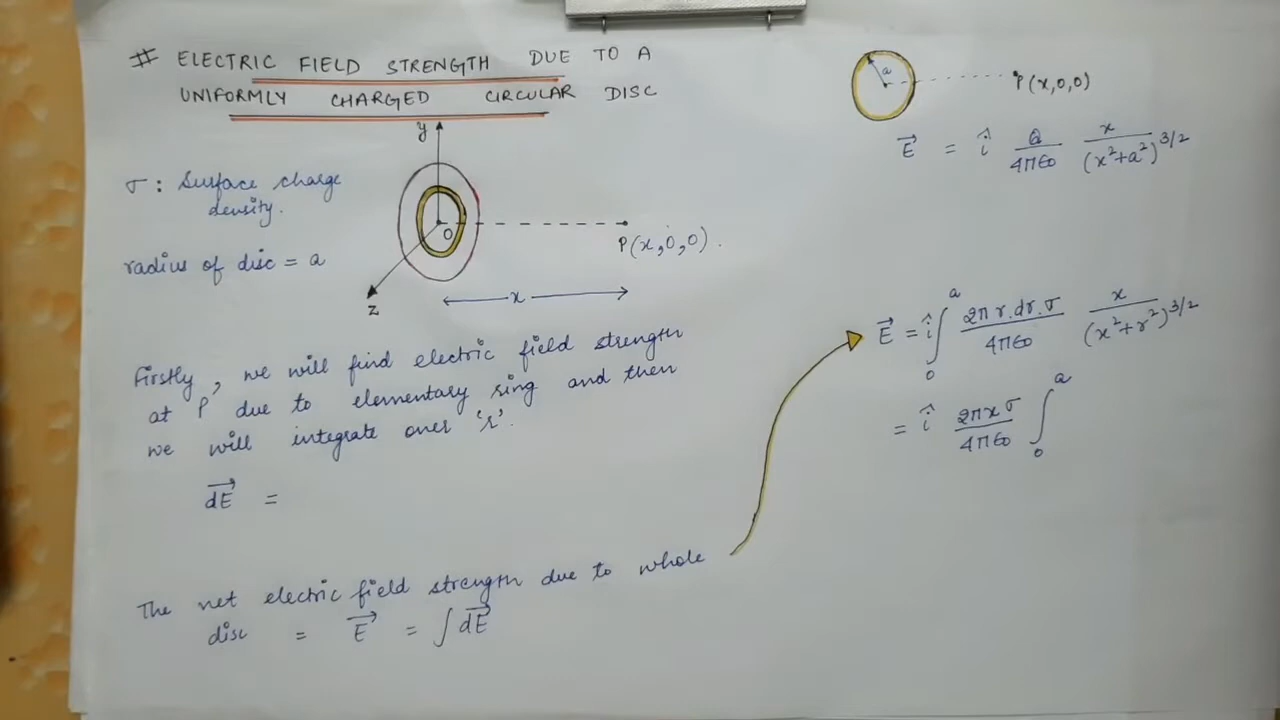 # ELECTRIC FIELD STRENGTH DUE TO A
UNIFORMLY CHARGED CIRCULAR DISC
σ : Surface charge
density.
radius of disc = a
y
O
z
P(x,0,0).
x
Firstly, we will find electric field strength
at P due to elementary ring and then
we will integrate over 'r'.
→dE =
The net electric field strength due to whole
disc = →E = ∫ →dE
a
P(x,0,0)
→E = î Q/4πε0 x/(x²+a²)^3/2
→E = î ∫₀ᵃ 2πr.dr.σ/4πε0 x/(x²+r²)^3/2
= î 2πxσ/4πε0 ∫₀ᵃ